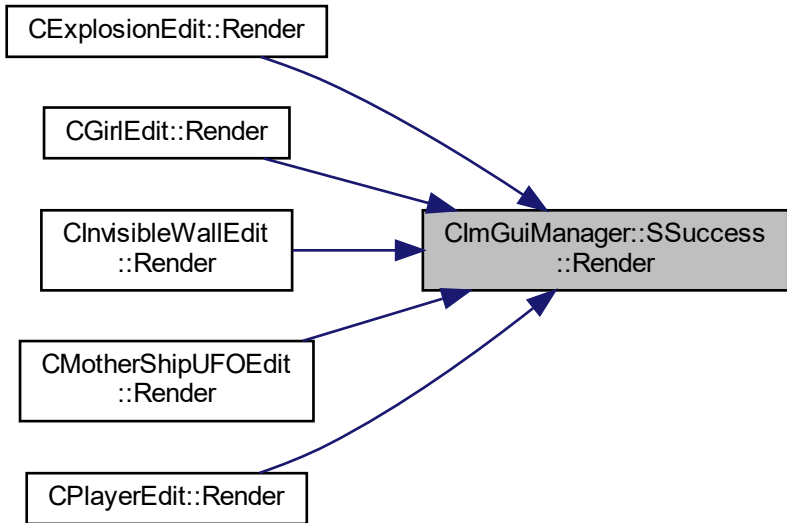 CExplosionEdit::Render
CGirlEdit::Render
CInvisibleWallEdit
::Render
CImGuiManager::SSuccess
::Render
CMotherShipUFOEdit
::Render
CPlayerEdit::Render